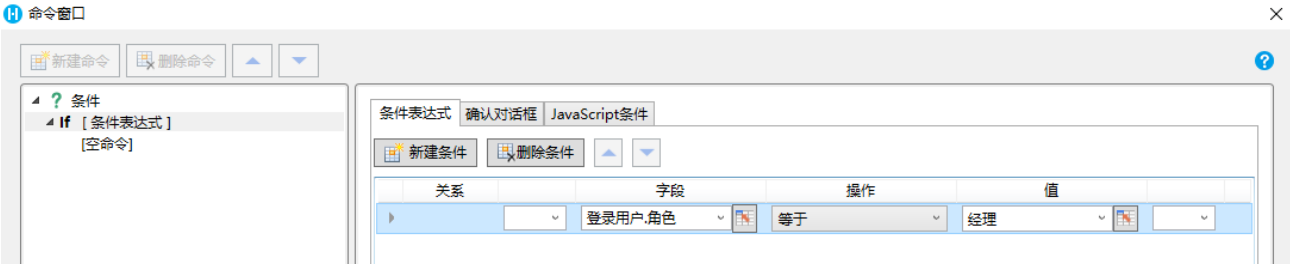 命令窗口
新建命令 删除命令
条件
If [ 条件表达式 ]
[空命令]
条件表达式 确认对话框 JavaScript条件
新建条件 删除条件
关系 字段 操作 值
登录用户.角色 等于 经理